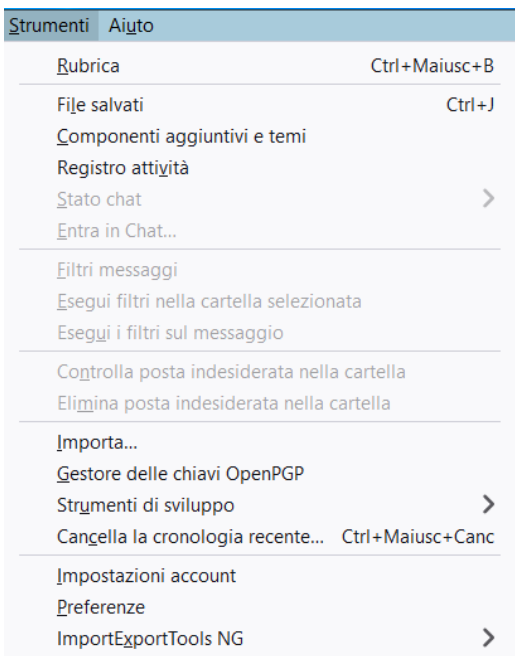 Strumenti Aiuto
Rubrica Ctrl+Maiusc+B
File salvati Ctrl+J
Componenti aggiuntivi e temi
Registro attività
Stato chat
Entra in Chat...
Filtri messaggi
Esegui filtri nella cartella selezionata
Esegui i filtri sul messaggio
Controlla posta indesiderata nella cartella
Elimina posta indesiderata nella cartella
Importa...
Gestore delle chiavi OpenPGP
Strumenti di sviluppo
Cancella la cronologia recente... Ctrl+Maiusc+Canc
Impostazioni account
Preferenze
ImportExportTools NG